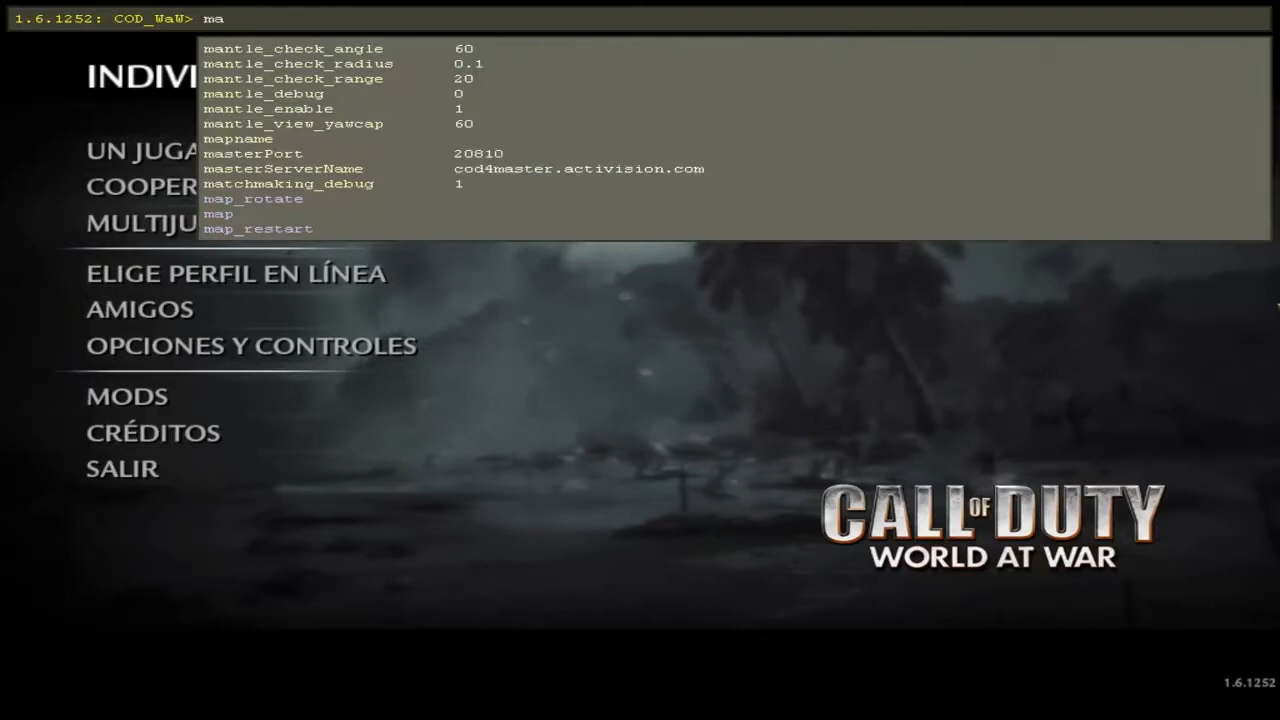 1.6.1252: COD_WaW> ma
mantle_check_angle 60
mantle_check_radius 0.1
mantle_check_range 20
mantle_debug 0
mantle_enable 1
mantle_view_yawcap 60
mapname
masterPort 20810
masterServerName cod4master.activision.com
matchmaking_debug 1
map_rotate
map
map_restart
INDIVI
UN JUGA
COOPER
MULTIJU
ELIGE PERFIL EN LÍNEA
AMIGOS
OPCIONES Y CONTROLES
MODS
CRÉDITOS
SALIR
CALL OF DUTY
WORLD AT WAR
1.6.1252